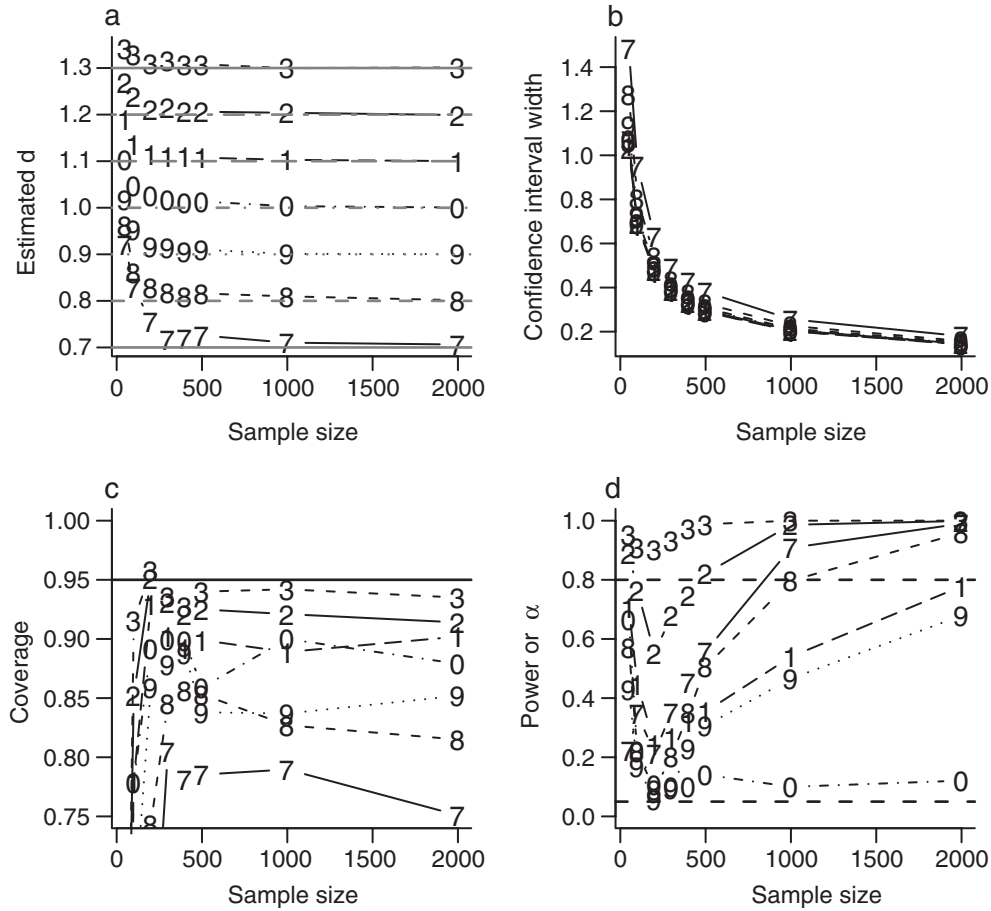 a
1.3
1.2
1.1
1.0
0.9
0.8
0.7
Estimated d
0 500 1000 1500 2000
Sample size
b
1.4
1.2
1.0
0.8
0.6
0.4
0.2
Confidence interval width
0 500 1000 1500 2000
Sample size
c
1.00
0.95
0.90
0.85
0.80
0.75
Coverage
0 500 1000 1500 2000
Sample size
d
1.0
0.8
0.6
0.4
0.2
0.0
Power or α
0 500 1000 1500 2000
Sample size